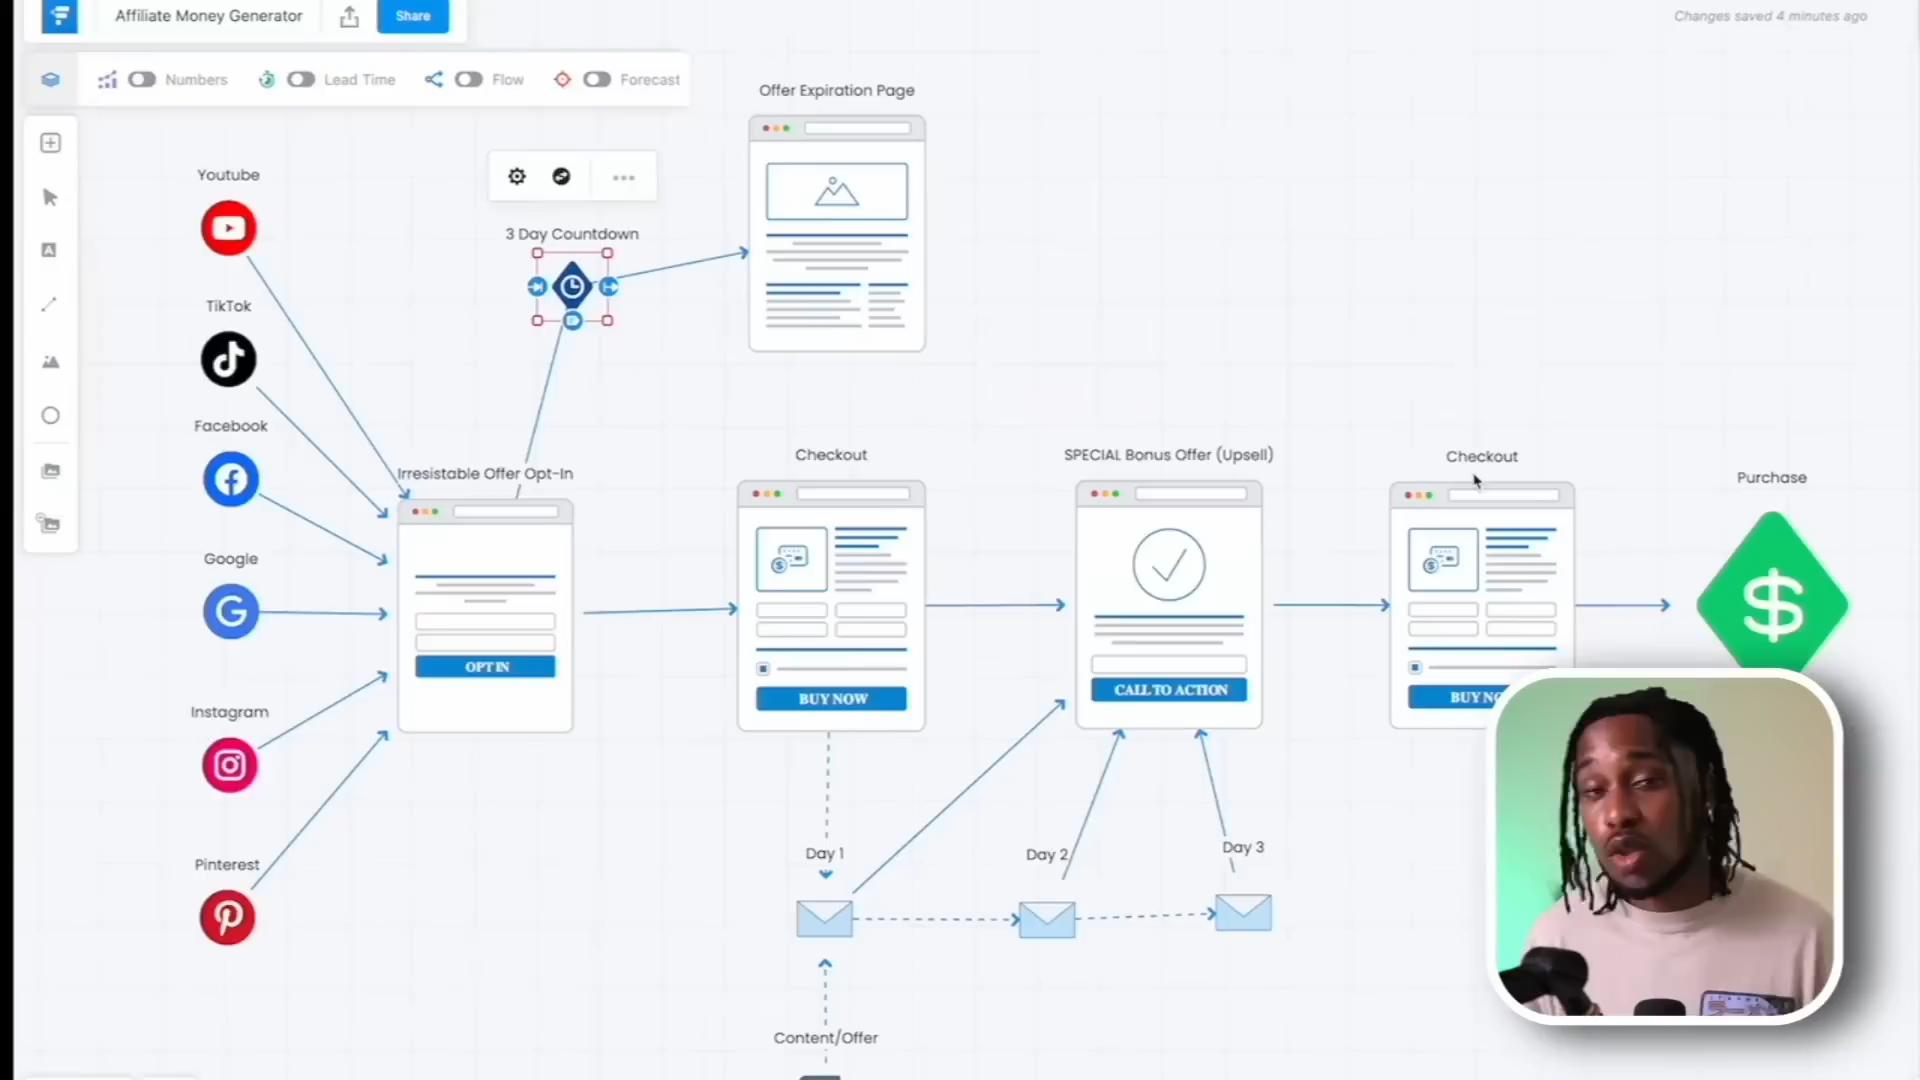 Affiliate Money Generator
Share
Changes saved 4 minutes ago
Numbers
Lead Time
Flow
Forecast
Offer Expiration Page
Youtube
3 Day Countdown
TikTok
Facebook
Irresistable Offer Opt-In
Checkout
SPECIAL Bonus Offer (Upsell)
Checkout
Purchase
Google
OPT IN
BUY NOW
CALL TO ACTION
BUY NO
Instagram
Pinterest
Day 1
Day 2
Day 3
Content/Offer